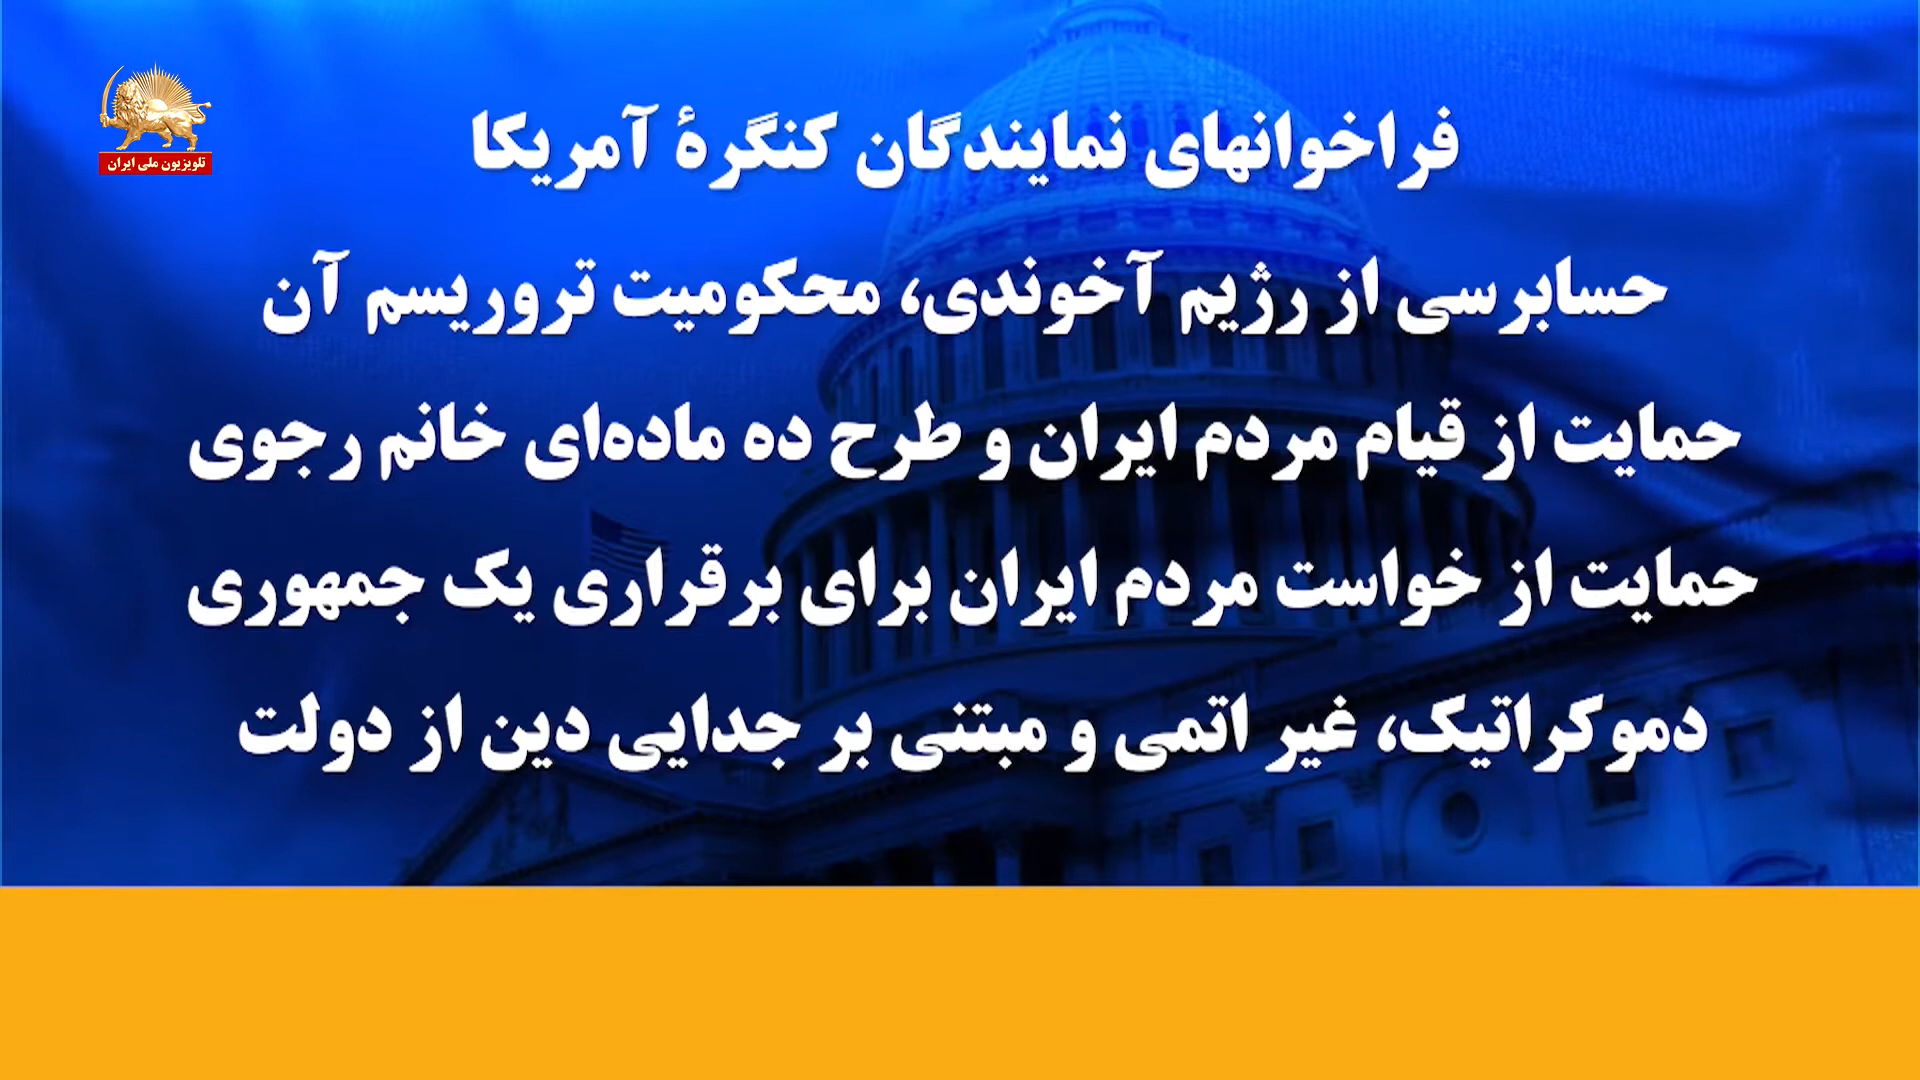 تلویزیون ملی ایران
فراخوانهای نمایندگان کنگرهٔ آمریکا
حسابرسی از رژیم آخوندی، محکومیت تروریسم آن
حمایت از قیام مردم ایران و طرح ده ماده‌ای خانم رجوی
حمایت از خواست مردم ایران برای برقراری یک جمهوری
دموکراتیک، غیر اتمی و مبتنی بر جدایی دین از دولت